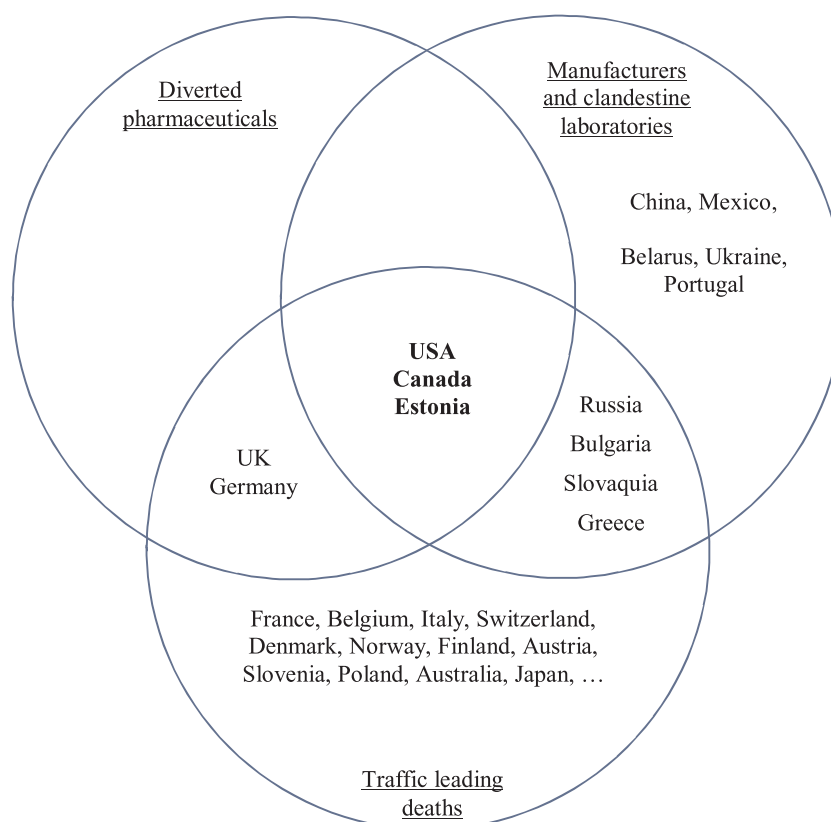 Diverted
pharmaceuticals
Manufacturers
and clandestine
laboratories
China, Mexico,
Belarus, Ukraine,
Portugal
USA
Canada
Estonia
Russia
Bulgaria
Slovaquia
Greece
UK
Germany
France, Belgium, Italy, Switzerland,
Denmark, Norway, Finland, Austria,
Slovenia, Poland, Australia, Japan, …
Traffic leading
deaths